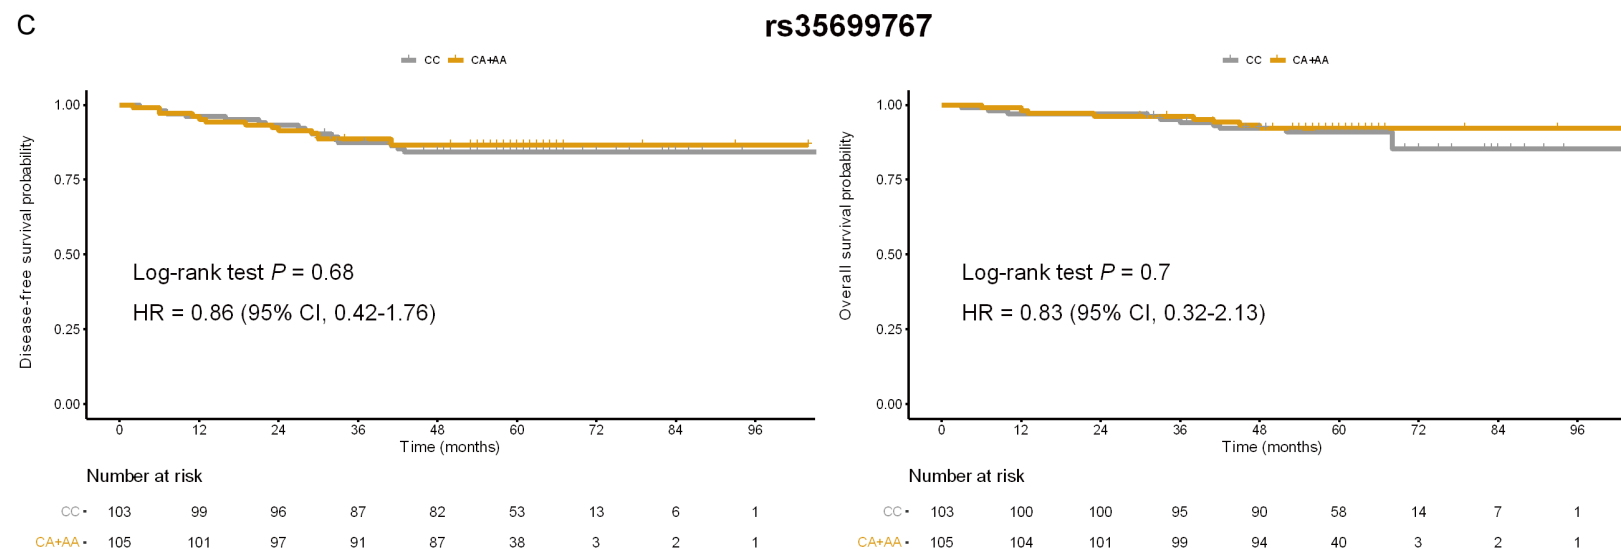 C
rs35699767
CC CA+AA
Disease-free survival probability
1.00
0.75
0.50
0.25
0.00
Log-rank test P = 0.68
HR = 0.86 (95% CI, 0.42-1.76)
0 12 24 36 48 60 72 84 96
Time (months)
Number at risk
CC 103 99 96 87 82 53 13 6 1
CA+AA 105 101 97 91 87 38 3 2 1
CC CA+AA
Overall survival probability
1.00
0.75
0.50
0.25
0.00
Log-rank test P = 0.7
HR = 0.83 (95% CI, 0.32-2.13)
0 12 24 36 48 60 72 84 96
Time (months)
Number at risk
CC 103 100 100 95 90 58 14 7 1
CA+AA 105 104 101 99 94 40 3 2 1